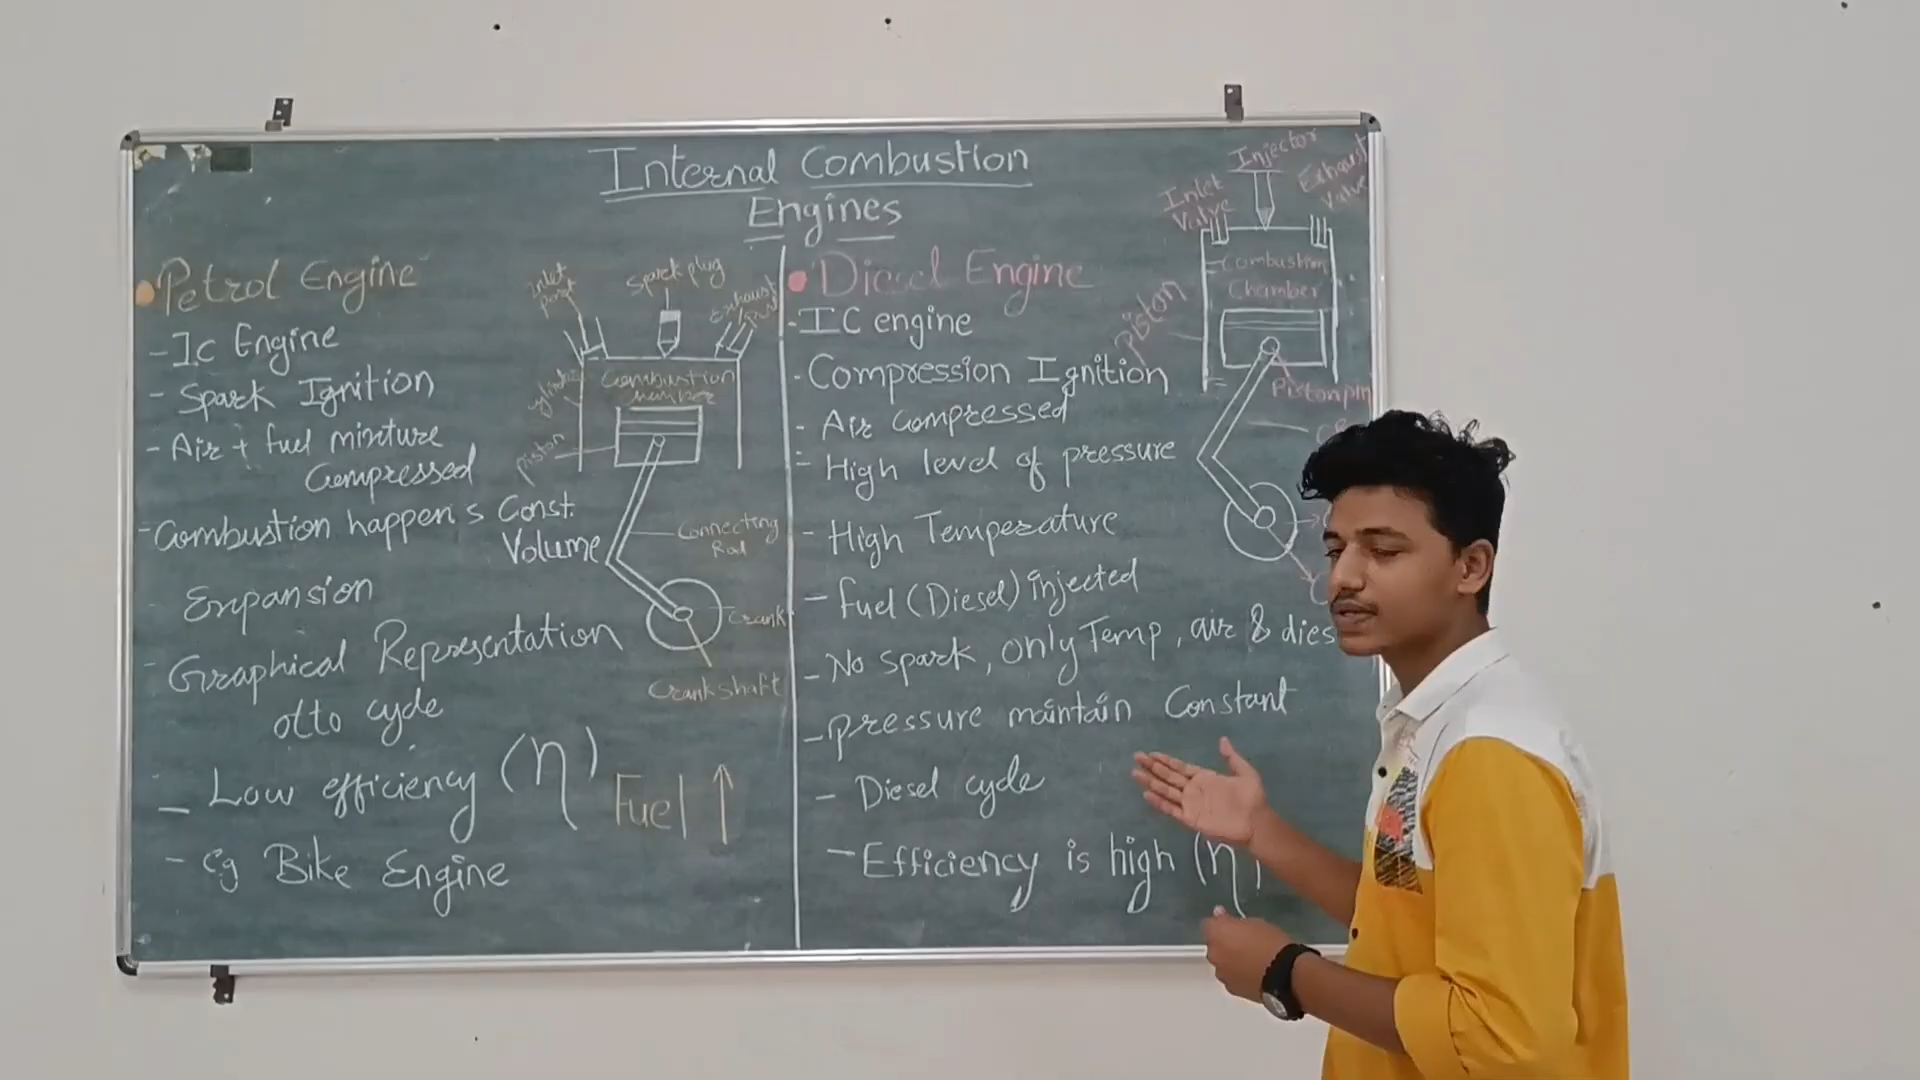 Internal Combustion
Engines
Petrol Engine
- Ic Engine
- Spark Ignition
- Air + fuel mixture
Compressed
- Combustion happens Const.
Volume
Expansion
- Graphical Representation
otto cycle
- Low efficiency (η)
Fuel ↑
- eg Bike Engine
Inlet
port
Spark plug
Exhaust
Port
cylinder
Combustion
chamber
piston
Connecting
Rod
Crank
Crankshaft
Diesel Engine
- IC engine
- Compression Ignition
- Air compressed
- High level of pressure
- High Temperature
- fuel (Diesel) injected
- No spark, only Temp, air & dies
- pressure maintain Constant
- Diesel cycle
- Efficiency is high (η)
Injector
Inlet
Valve
Exhaust
Valve
Combustion
Chamber
Piston
Piston pin